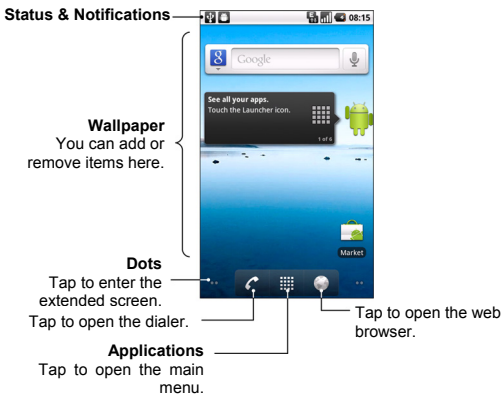 Status & Notifications
08:15
8
Google
See all your apps.
Touch the Launcher icon.
1 of 6
Wallpaper
You can add or
remove items here.
Market
Dots
Tap to enter the
extended screen.
Tap to open the dialer.
Tap to open the web
browser.
Applications
Tap to open the main
menu.